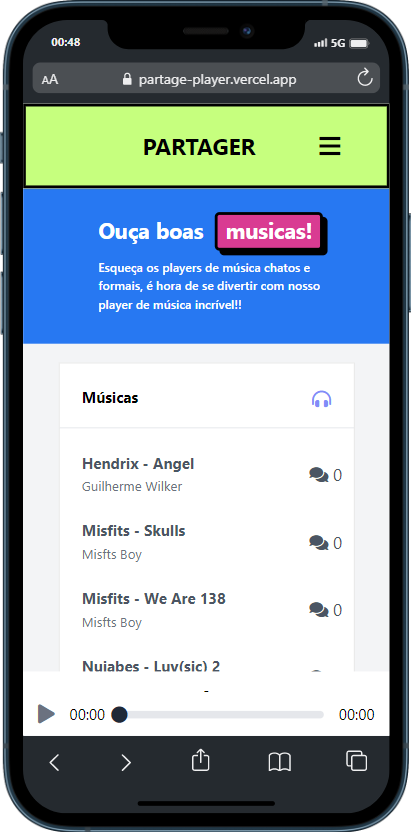 00:48
5G
AA
partage-player.vercel.app
PARTAGER
Ouça boas musicas!
Esqueça os players de música chatos e
formais, é hora de se divertir com nosso
player de música incrível!!
Músicas
Hendrix - Angel
Guilherme Wilker
0
Misfits - Skulls
Misfts Boy
0
Misfits - We Are 138
Misfts Boy
0
Nujabes - Luv(sic) 2
-
00:00
00:00